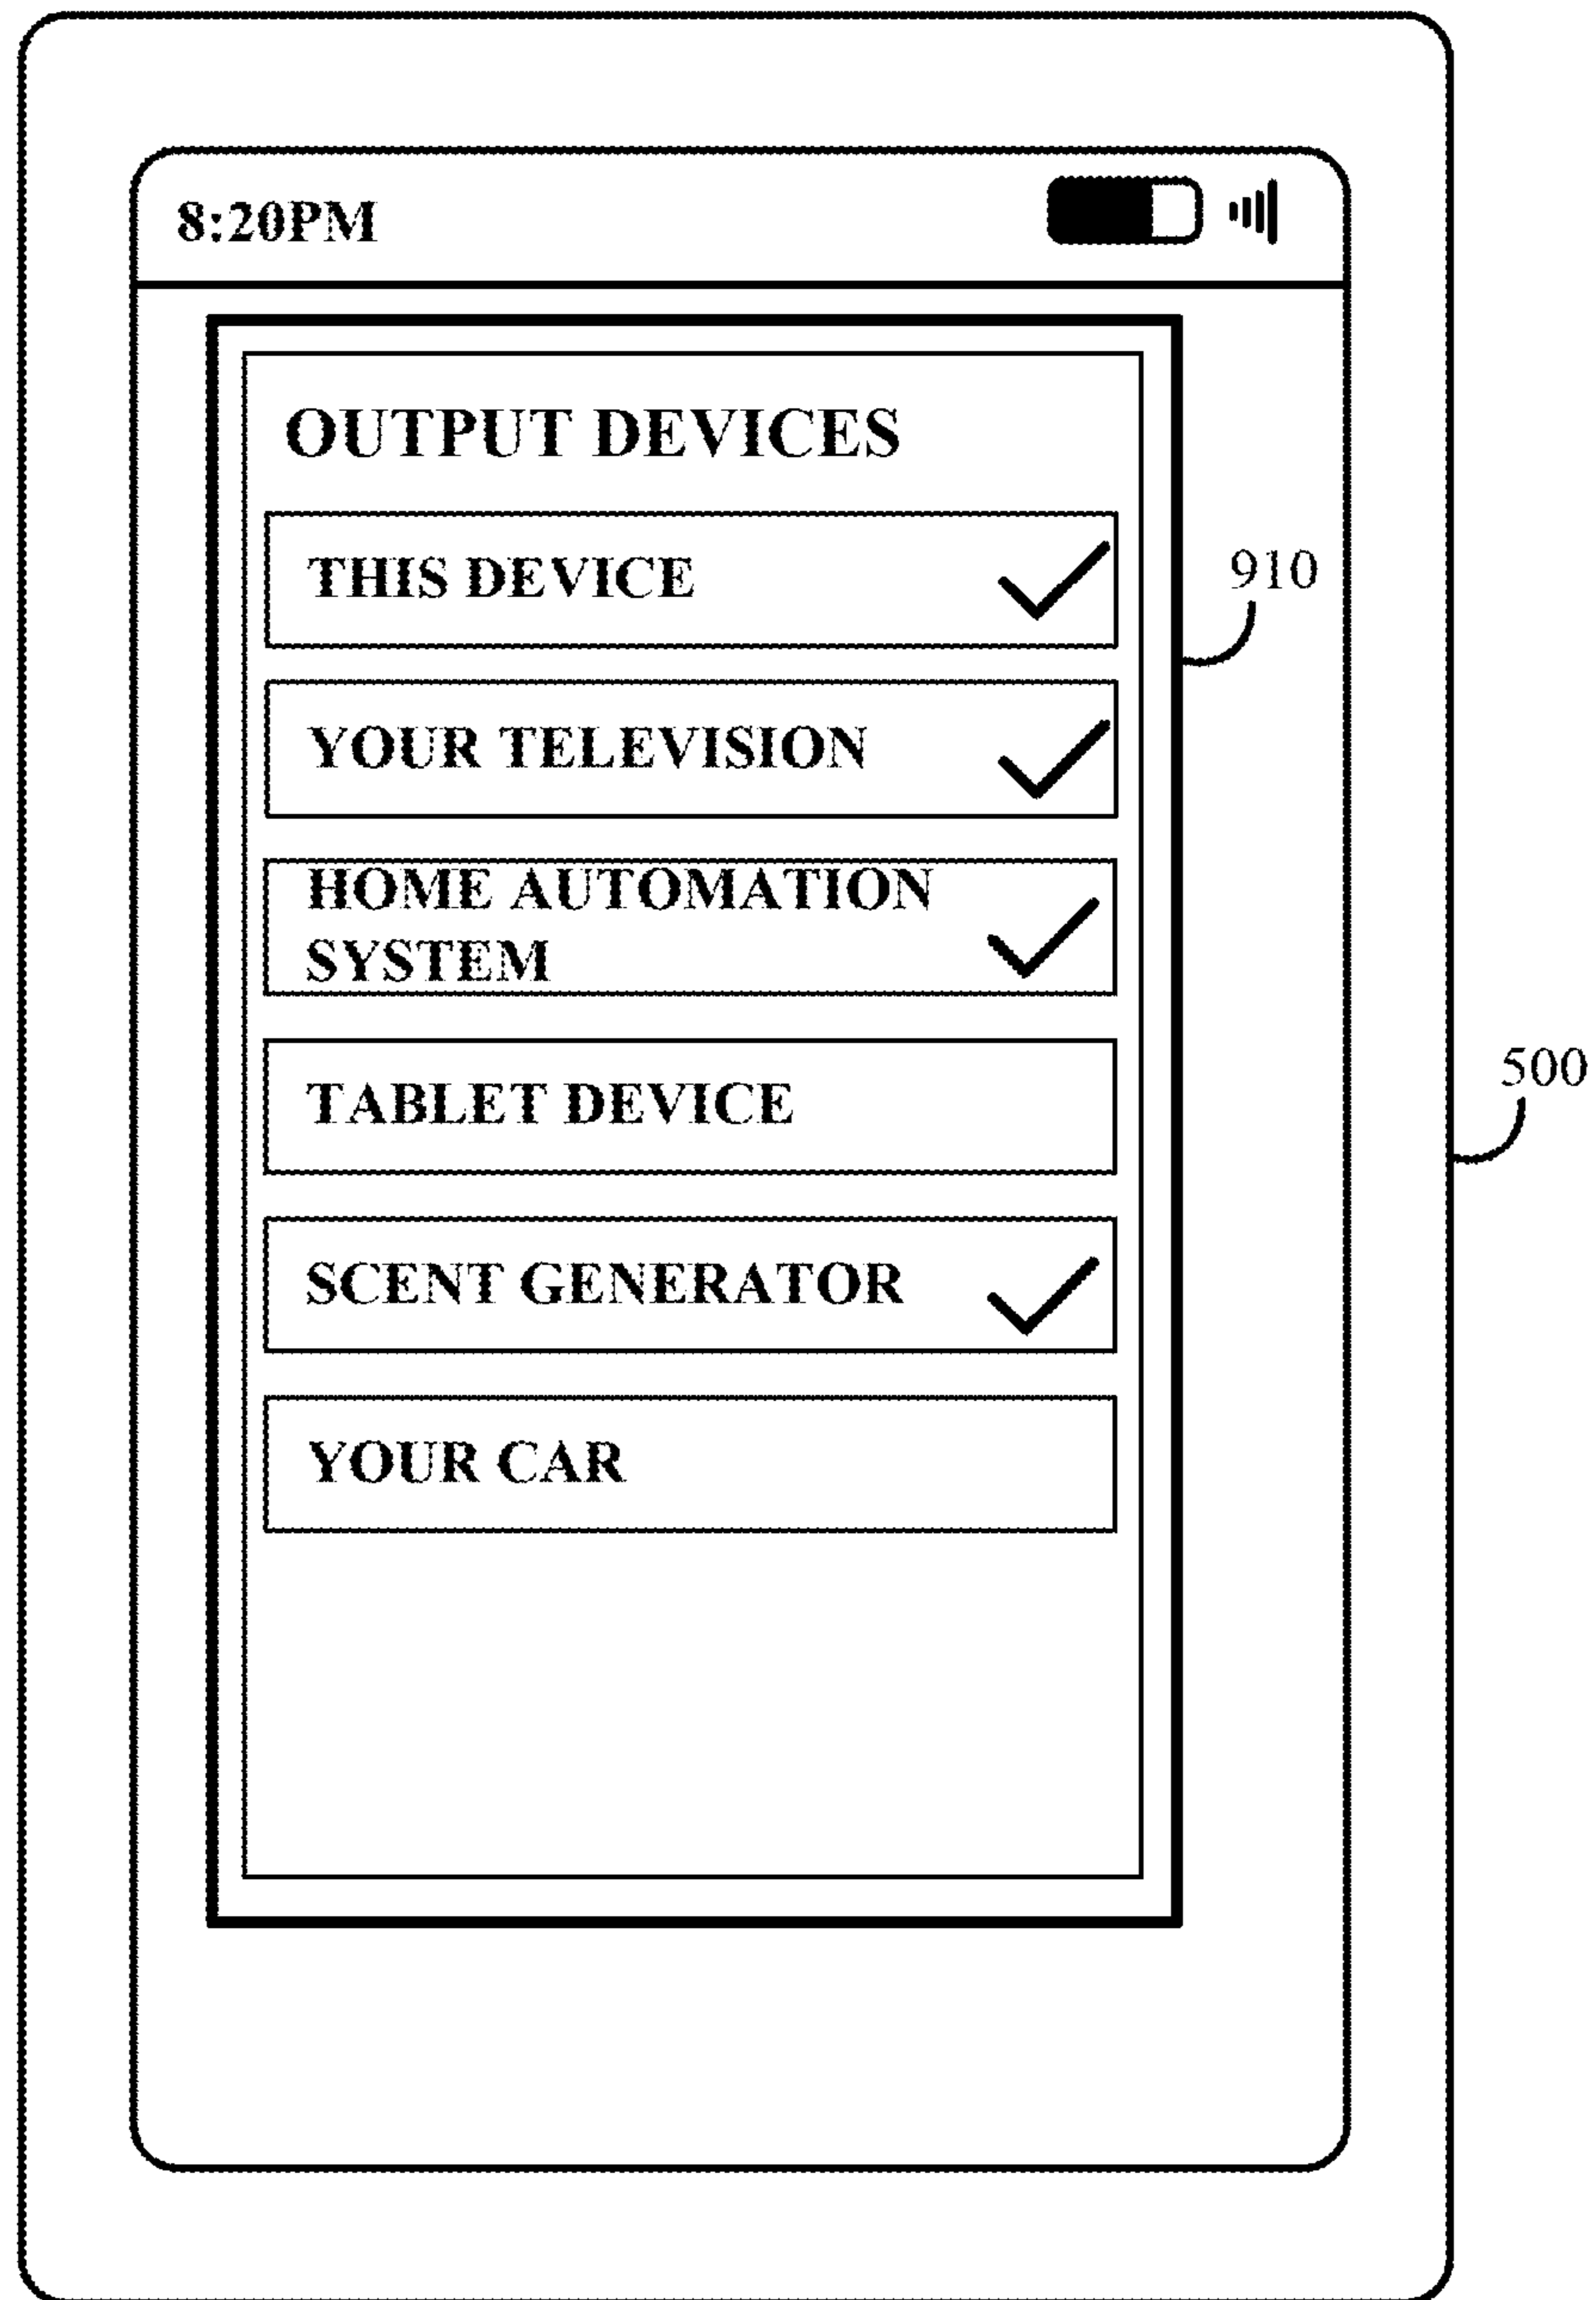 8:20PM
OUTPUT DEVICES
THIS DEVICE
910
YOUR TELEVISION
HOME AUTOMATION
SYSTEM
500
TABLET DEVICE
SCENT GENERATOR
YOUR CAR